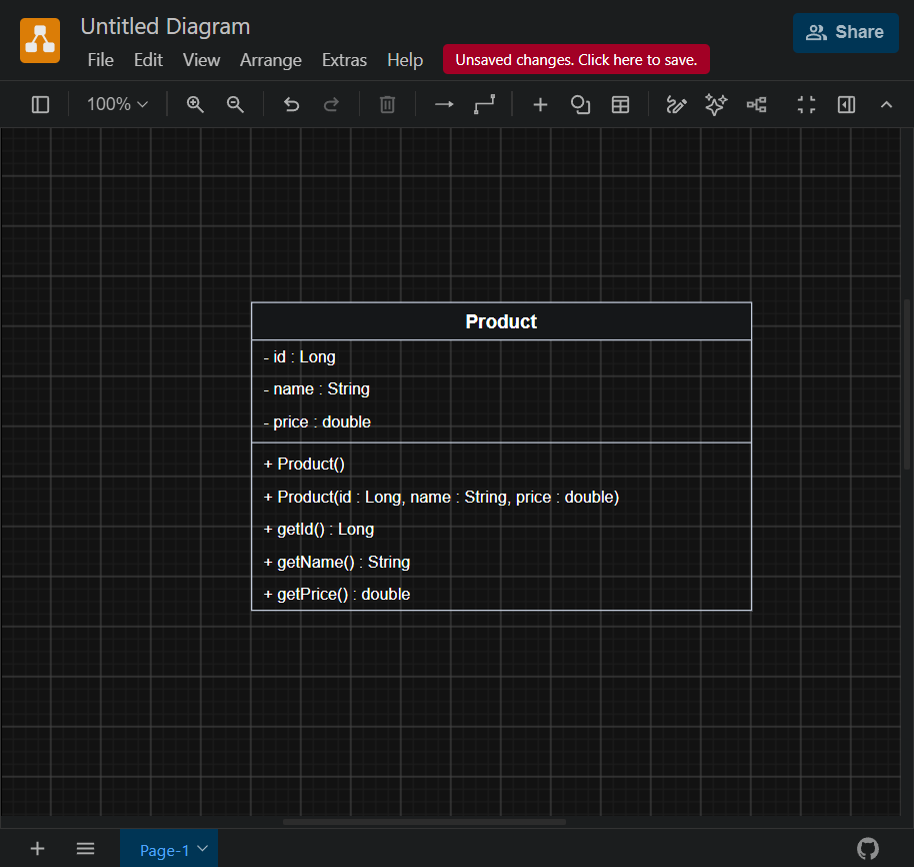 Untitled Diagram
File Edit View Arrange Extras Help Unsaved changes. Click here to save. Share
100%
Product
- id : Long
- name : String
- price : double
+ Product()
+ Product(id : Long, name : String, price : double)
+ getId() : Long
+ getName() : String
+ getPrice() : double
Page-1